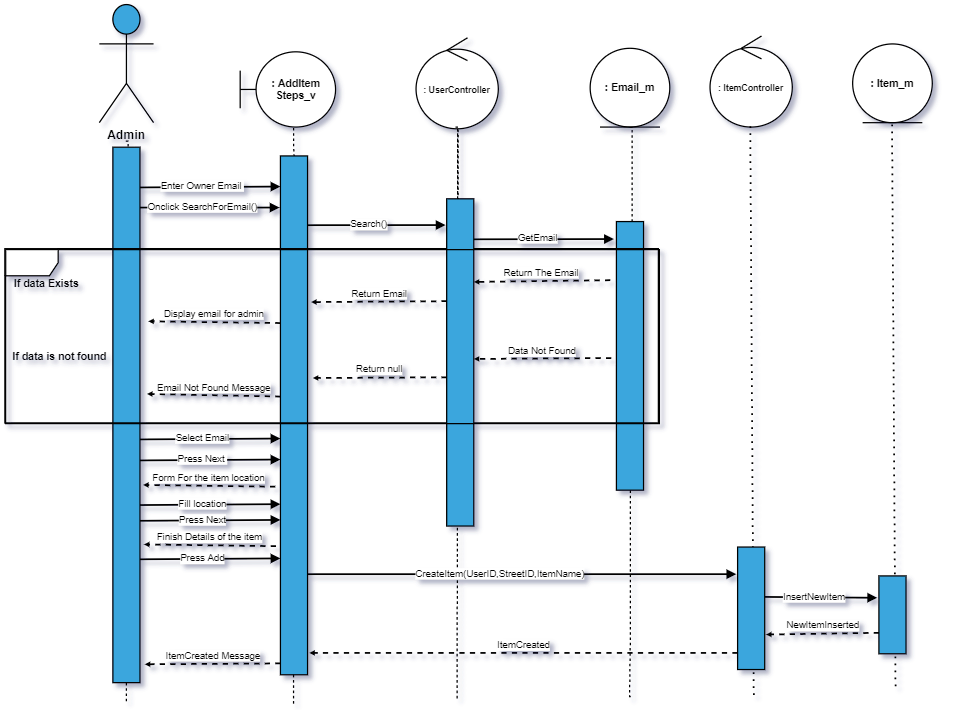 : AddItem
Steps_v
: UserController
: Email_m
: ItemController
: Item_m
Admin
Enter Owner Email
Onclick SearchForEmail()
Search()
GetEmail
If data Exists
Return The Email
Return Email
Display email for admin
If data is not found
Data Not Found
Return null
Email Not Found Message
Select Email
Press Next
Form For the item location
Fill location
Press Next
Finish Details of the item
Press Add
CreateItem(UserID,StreetID,ItemName)
InsertNewItem
NewItemInserted
ItemCreated
ItemCreated Message